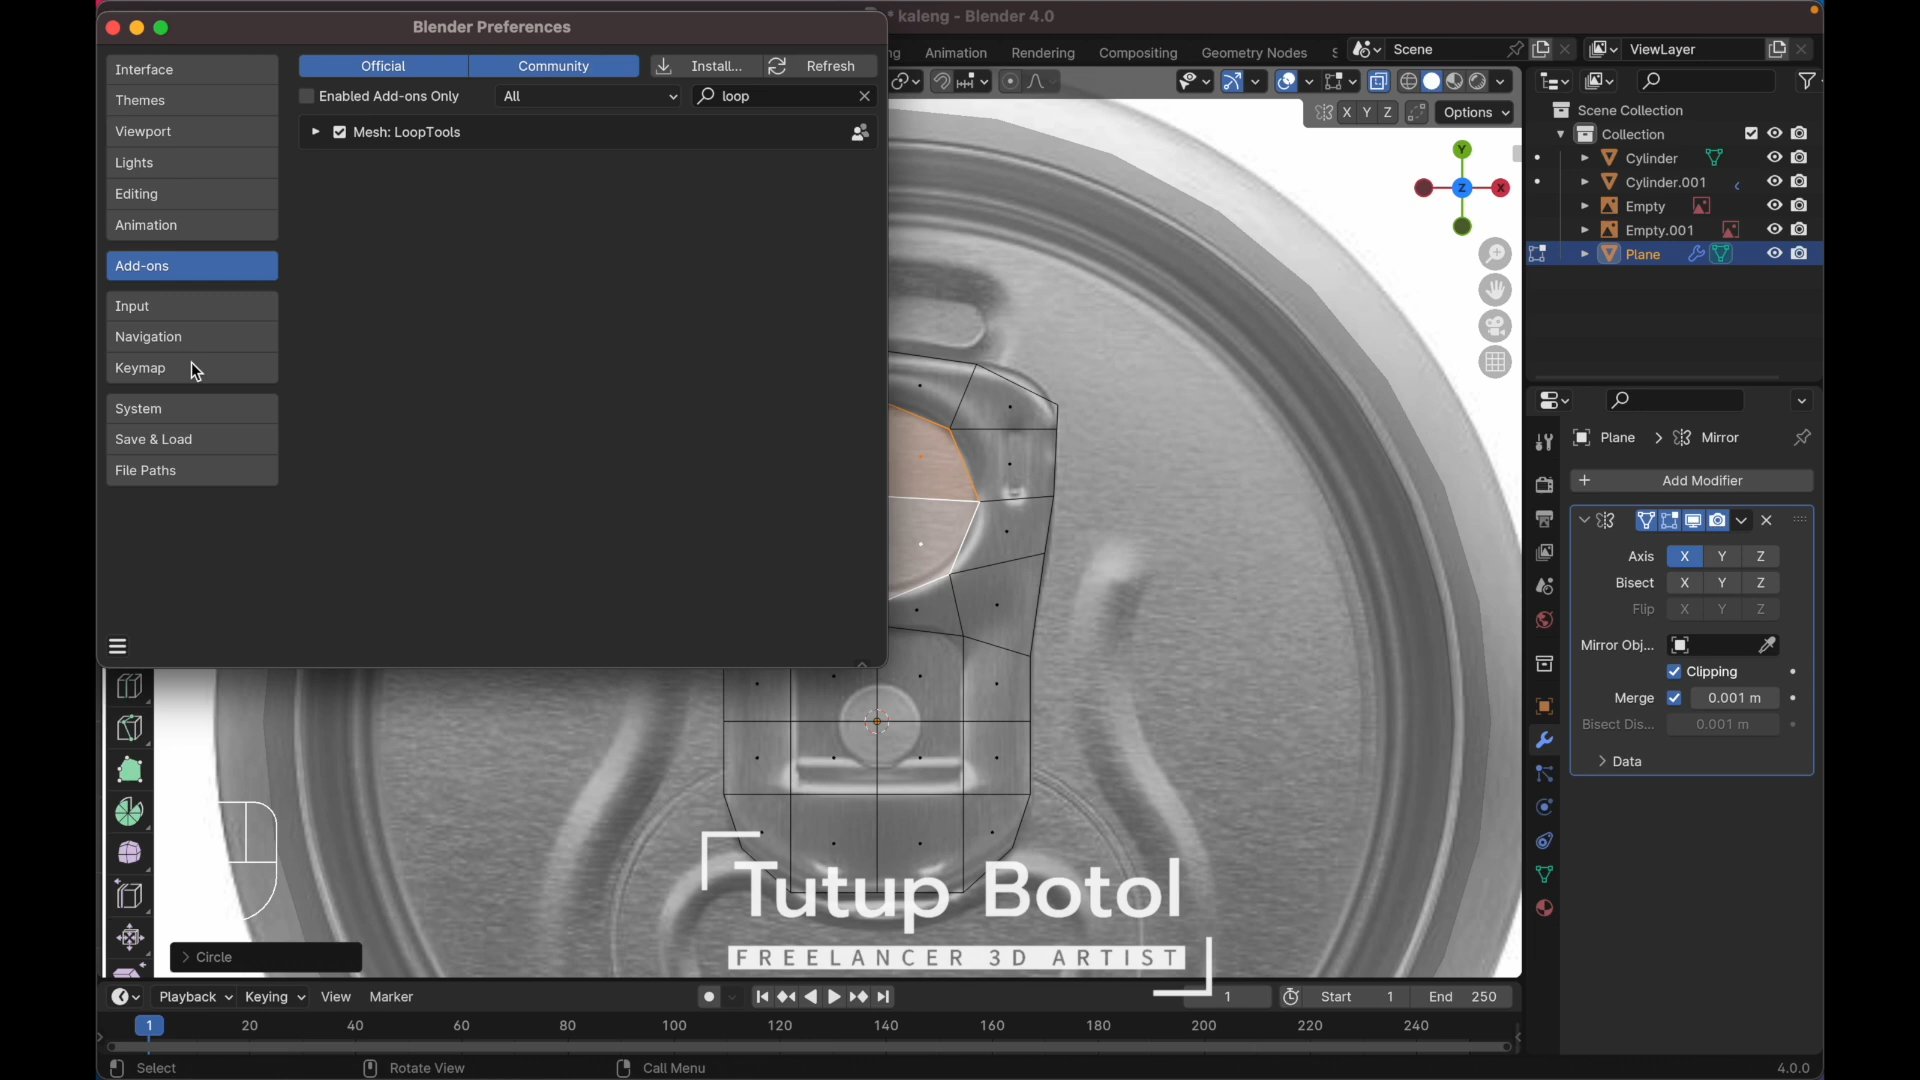 Blender Preferences
* kaleng - Blender 4.0
Interface
Themes
Viewport
Lights
Editing
Animation
Add-ons
Input
Navigation
Keymap
System
Save & Load
File Paths
Official
Community
Install...
Refresh
Enabled Add-ons Only
All
loop
Mesh: LoopTools
Animation
Rendering
Compositing
Geometry Nodes
Scene
ViewLayer
X Y Z
Options
Y
Z
X
Scene Collection
Collection
Cylinder
Cylinder.001
Empty
Empty.001
Plane
Plane
Mirror
Add Modifier
Axis X Y Z
Bisect X Y Z
Flip X Y Z
Mirror Obj...
Clipping
Merge 0.001 m
Bisect Dis... 0.001 m
Data
Circle
Tutup Botol
FREELANCER 3D ARTIST
Playback
Keying
View
Marker
1
Start 1
End 250
1 20 40 60 80 100 120 140 160 180 200 220 240
Select
Rotate View
Call Menu
4.0.0